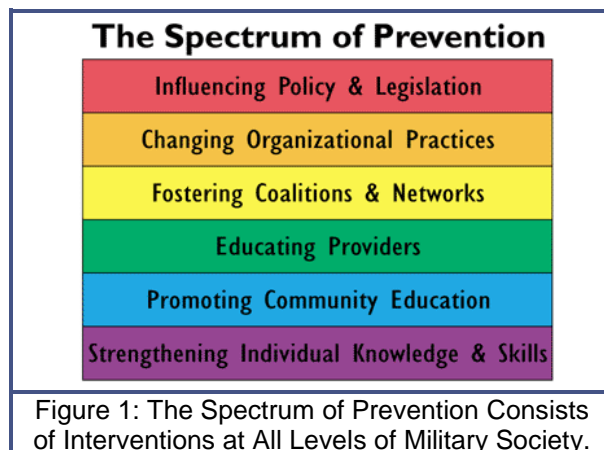 The Spectrum of Prevention
Influencing Policy & Legislation
Changing Organizational Practices
Fostering Coalitions & Networks
Educating Providers
Promoting Community Education
Strengthening Individual Knowledge & Skills
Figure 1: The Spectrum of Prevention Consists
of Interventions at All Levels of Military Society.